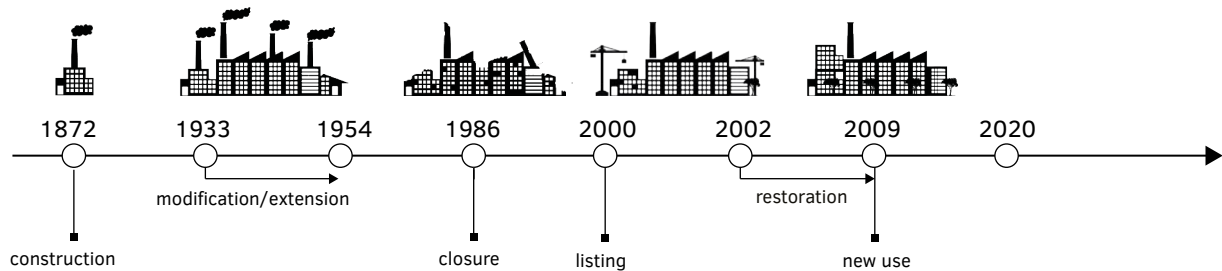 1872 1933 1954 1986 2000 2002 2009 2020
modification/extension restoration
construction closure listing new use